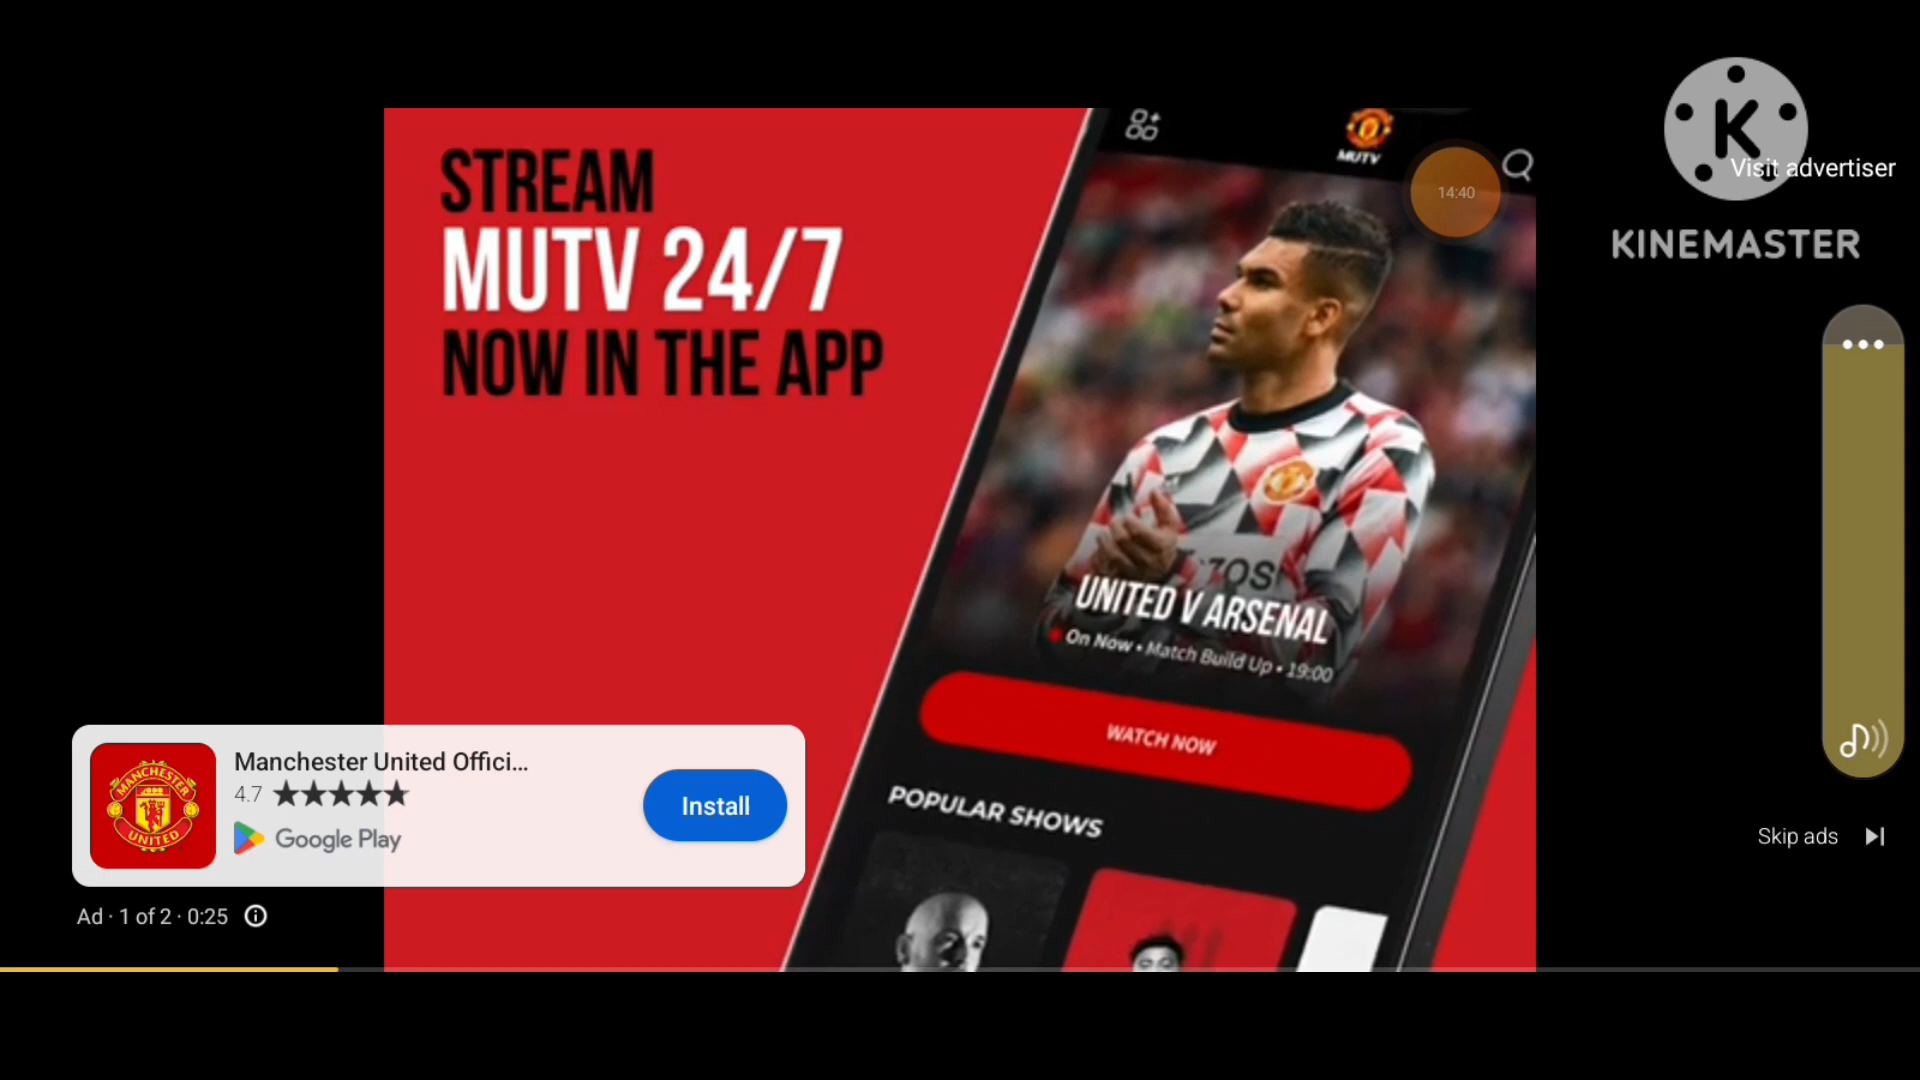 STREAM
MUTV 24/7
NOW IN THE APP
MUTV
14:40
K
Visit advertiser
KINEMASTER
UNITED V ARSENAL
On Now • Match Build Up • 19:00
WATCH NOW
POPULAR SHOWS
MANCHESTER
UNITED
Manchester United Offici...
4.7
Google Play
Install
Skip ads
Ad · 1 of 2 · 0:25